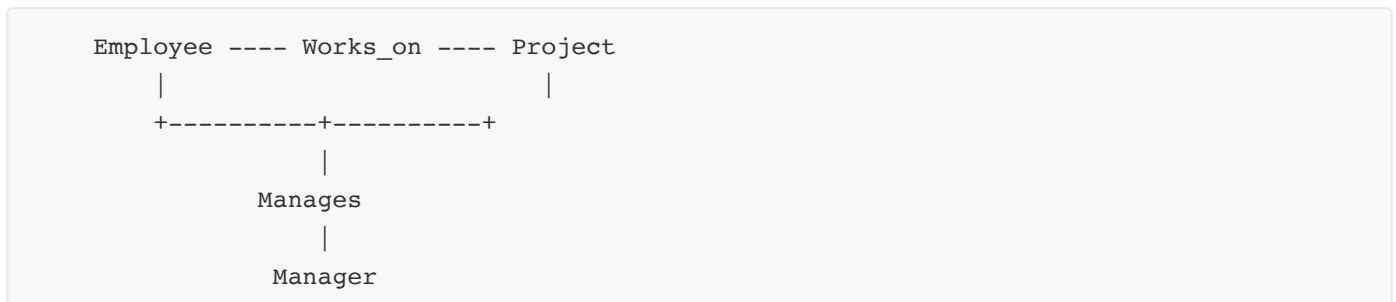 Employee ---- Works_on ---- Project
|                         |
+----------+----------+
|
Manages
|
Manager